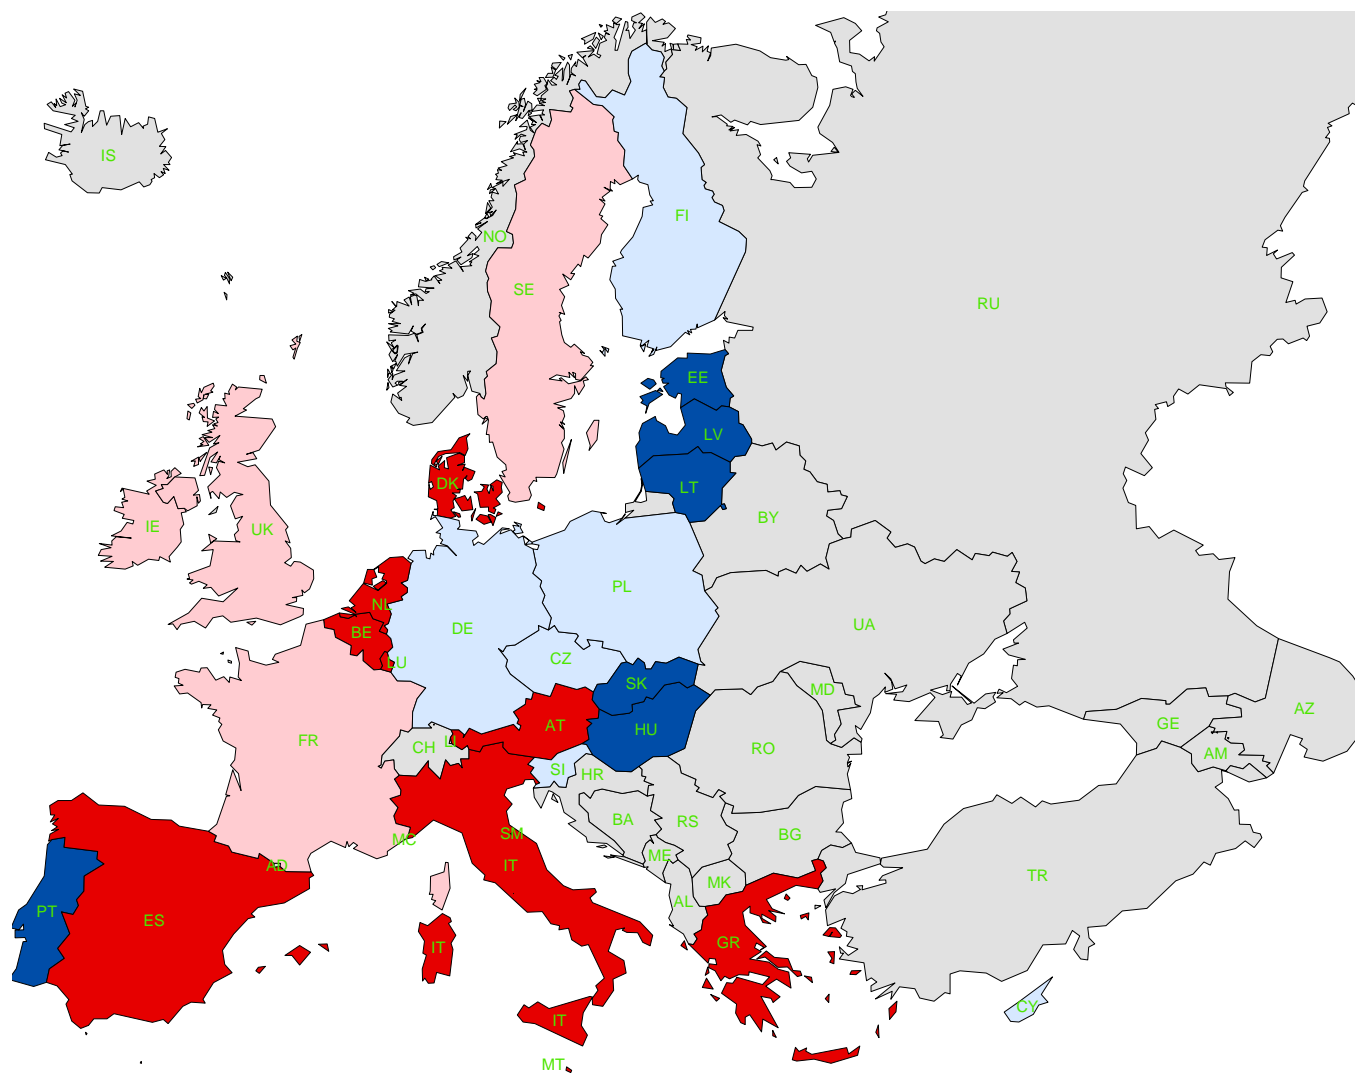 IS
FI
NO
SE
RU
EE
LV
DK
LT
BY
IE
UK
PL
NL
UA
DE
BE
CZ
LU
SK
MD
AZ
AT
GE
HU
FR
LI
CH
RO
AM
SI
HR
BA
RS
SM
BG
MC
ME
IT
AD
TR
MK
AL
PT
ES
GR
IT
CY
IT
MT